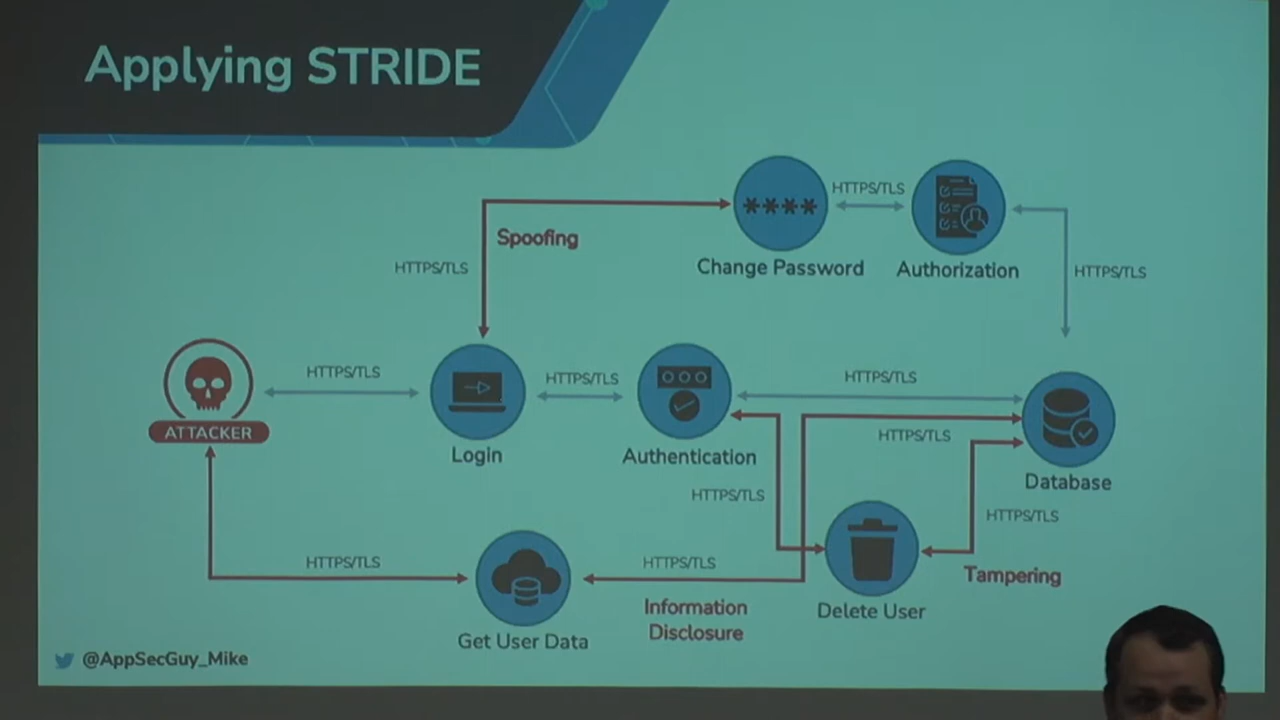 Applying STRIDE
****
HTTPS/TLS
Change Password
Authorization
Spoofing
HTTPS/TLS
HTTPS/TLS
HTTPS/TLS
HTTPS/TLS
HTTPS/TLS
HTTPS/TLS
ATTACKER
Login
Authentication
Database
HTTPS/TLS
HTTPS/TLS
HTTPS/TLS
HTTPS/TLS
Tampering
Information
Disclosure
Delete User
Get User Data
@AppSecGuy_Mike